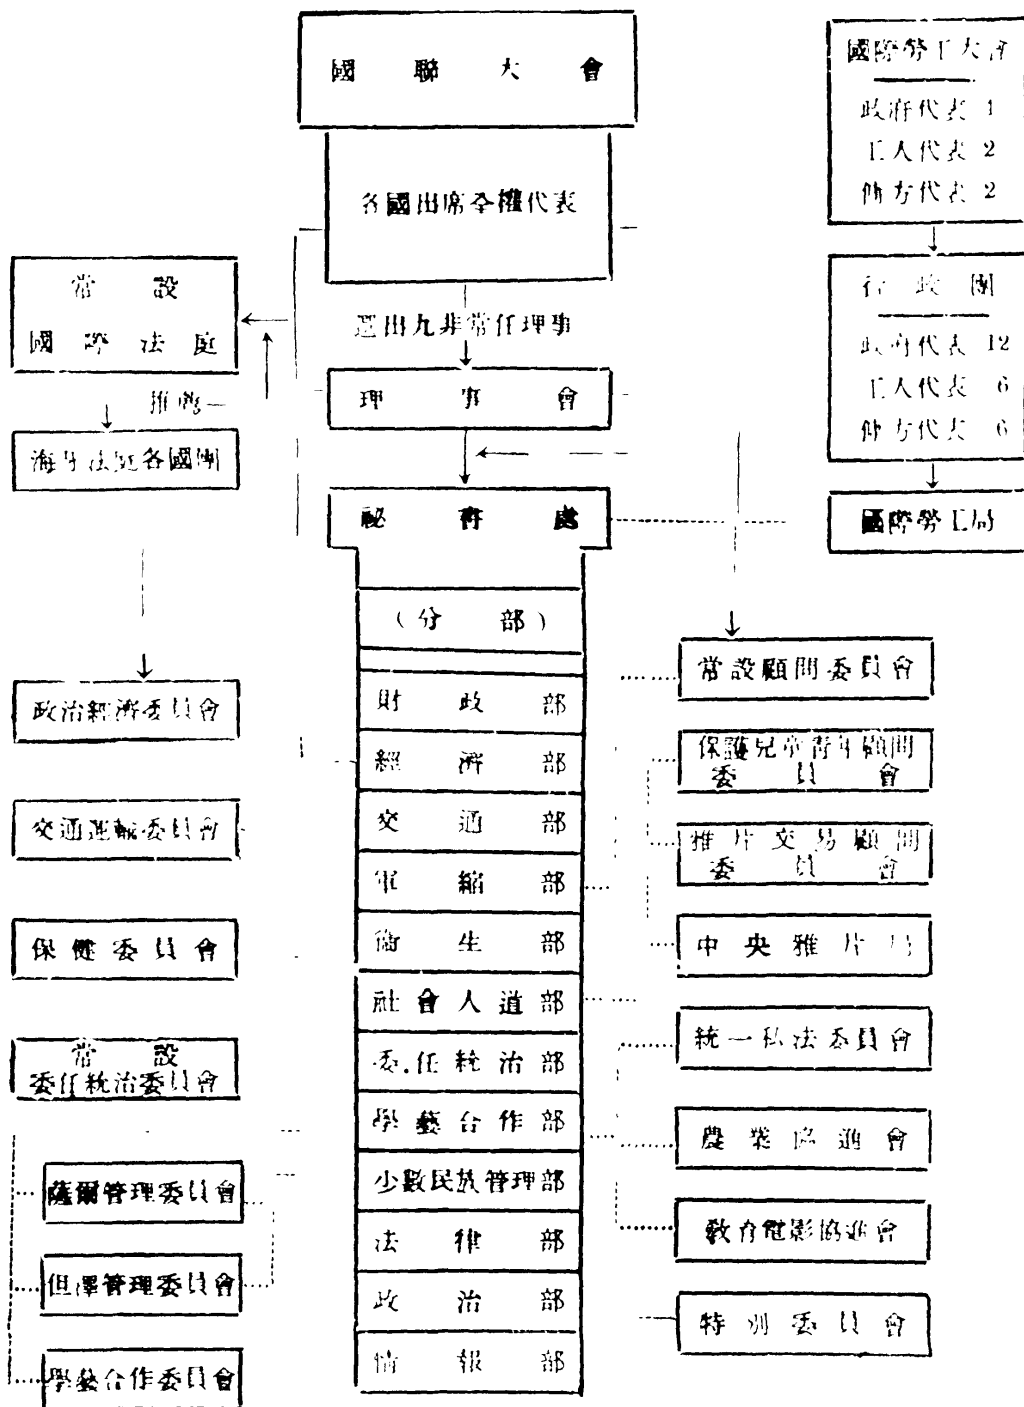 國聯大會
各國出席全權代表
選出九非常任理事
理事會
祕書處
（分部）
財政部
經濟部
交通部
軍縮部
衞生部
社會人道部
委任統治部
學藝合作部
少數民族管理部
法律部
政治部
情報部
常設
國際法庭
推薦
海牙法庭各國團
政治經濟委員會
交通運輸委員會
保健委員會
常設
委任統治委員會
薩爾管理委員會
但澤管理委員會
學藝合作委員會
國際勞工大會
政府代表 1
工人代表 2
僱方代表 2
行政團
政府代表 12
工人代表 6
僱方代表 6
國際勞工局
常設顧問委員會
保護兒童青年顧問
委員會
雅片交易顧問
委員會
中央雅片局
統一私法委員會
農業協進會
敎育電影協進會
特別委員會